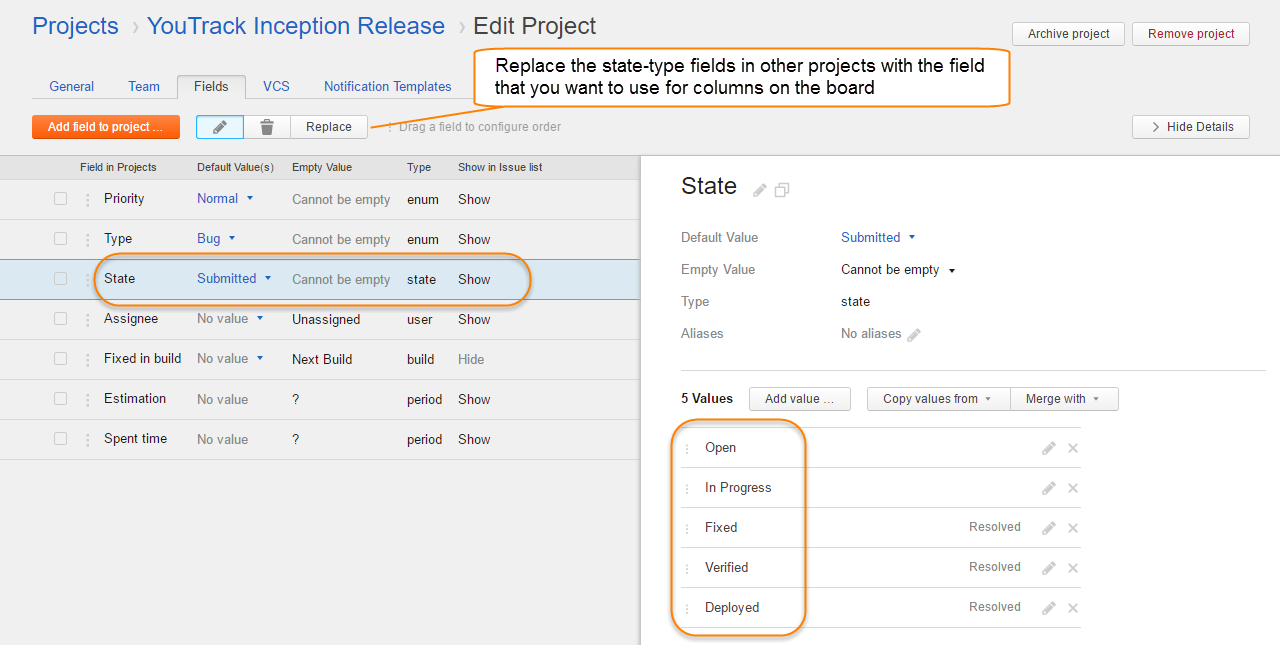 Projects › YouTrack Inception Release › Edit Project
Archive project
Remove project
Replace the state-type fields in other projects with the field
that you want to use for columns on the board
General Team Fields VCS Notification Templates
Add field to project ... Replace Drag a field to configure order
Hide Details
Field in Projects Default Value(s) Empty Value Type Show in Issue list
Priority Normal Cannot be empty enum Show
Type Bug Cannot be empty enum Show
State Submitted Cannot be empty state Show
Assignee No value Unassigned user Show
Fixed in build No value Next Build build Hide
Estimation No value ? period Show
Spent time No value ? period Show
State
Default Value Submitted
Empty Value Cannot be empty
Type state
Aliases No aliases
5 Values Add value ... Copy values from Merge with
Open
In Progress
Fixed Resolved
Verified Resolved
Deployed Resolved